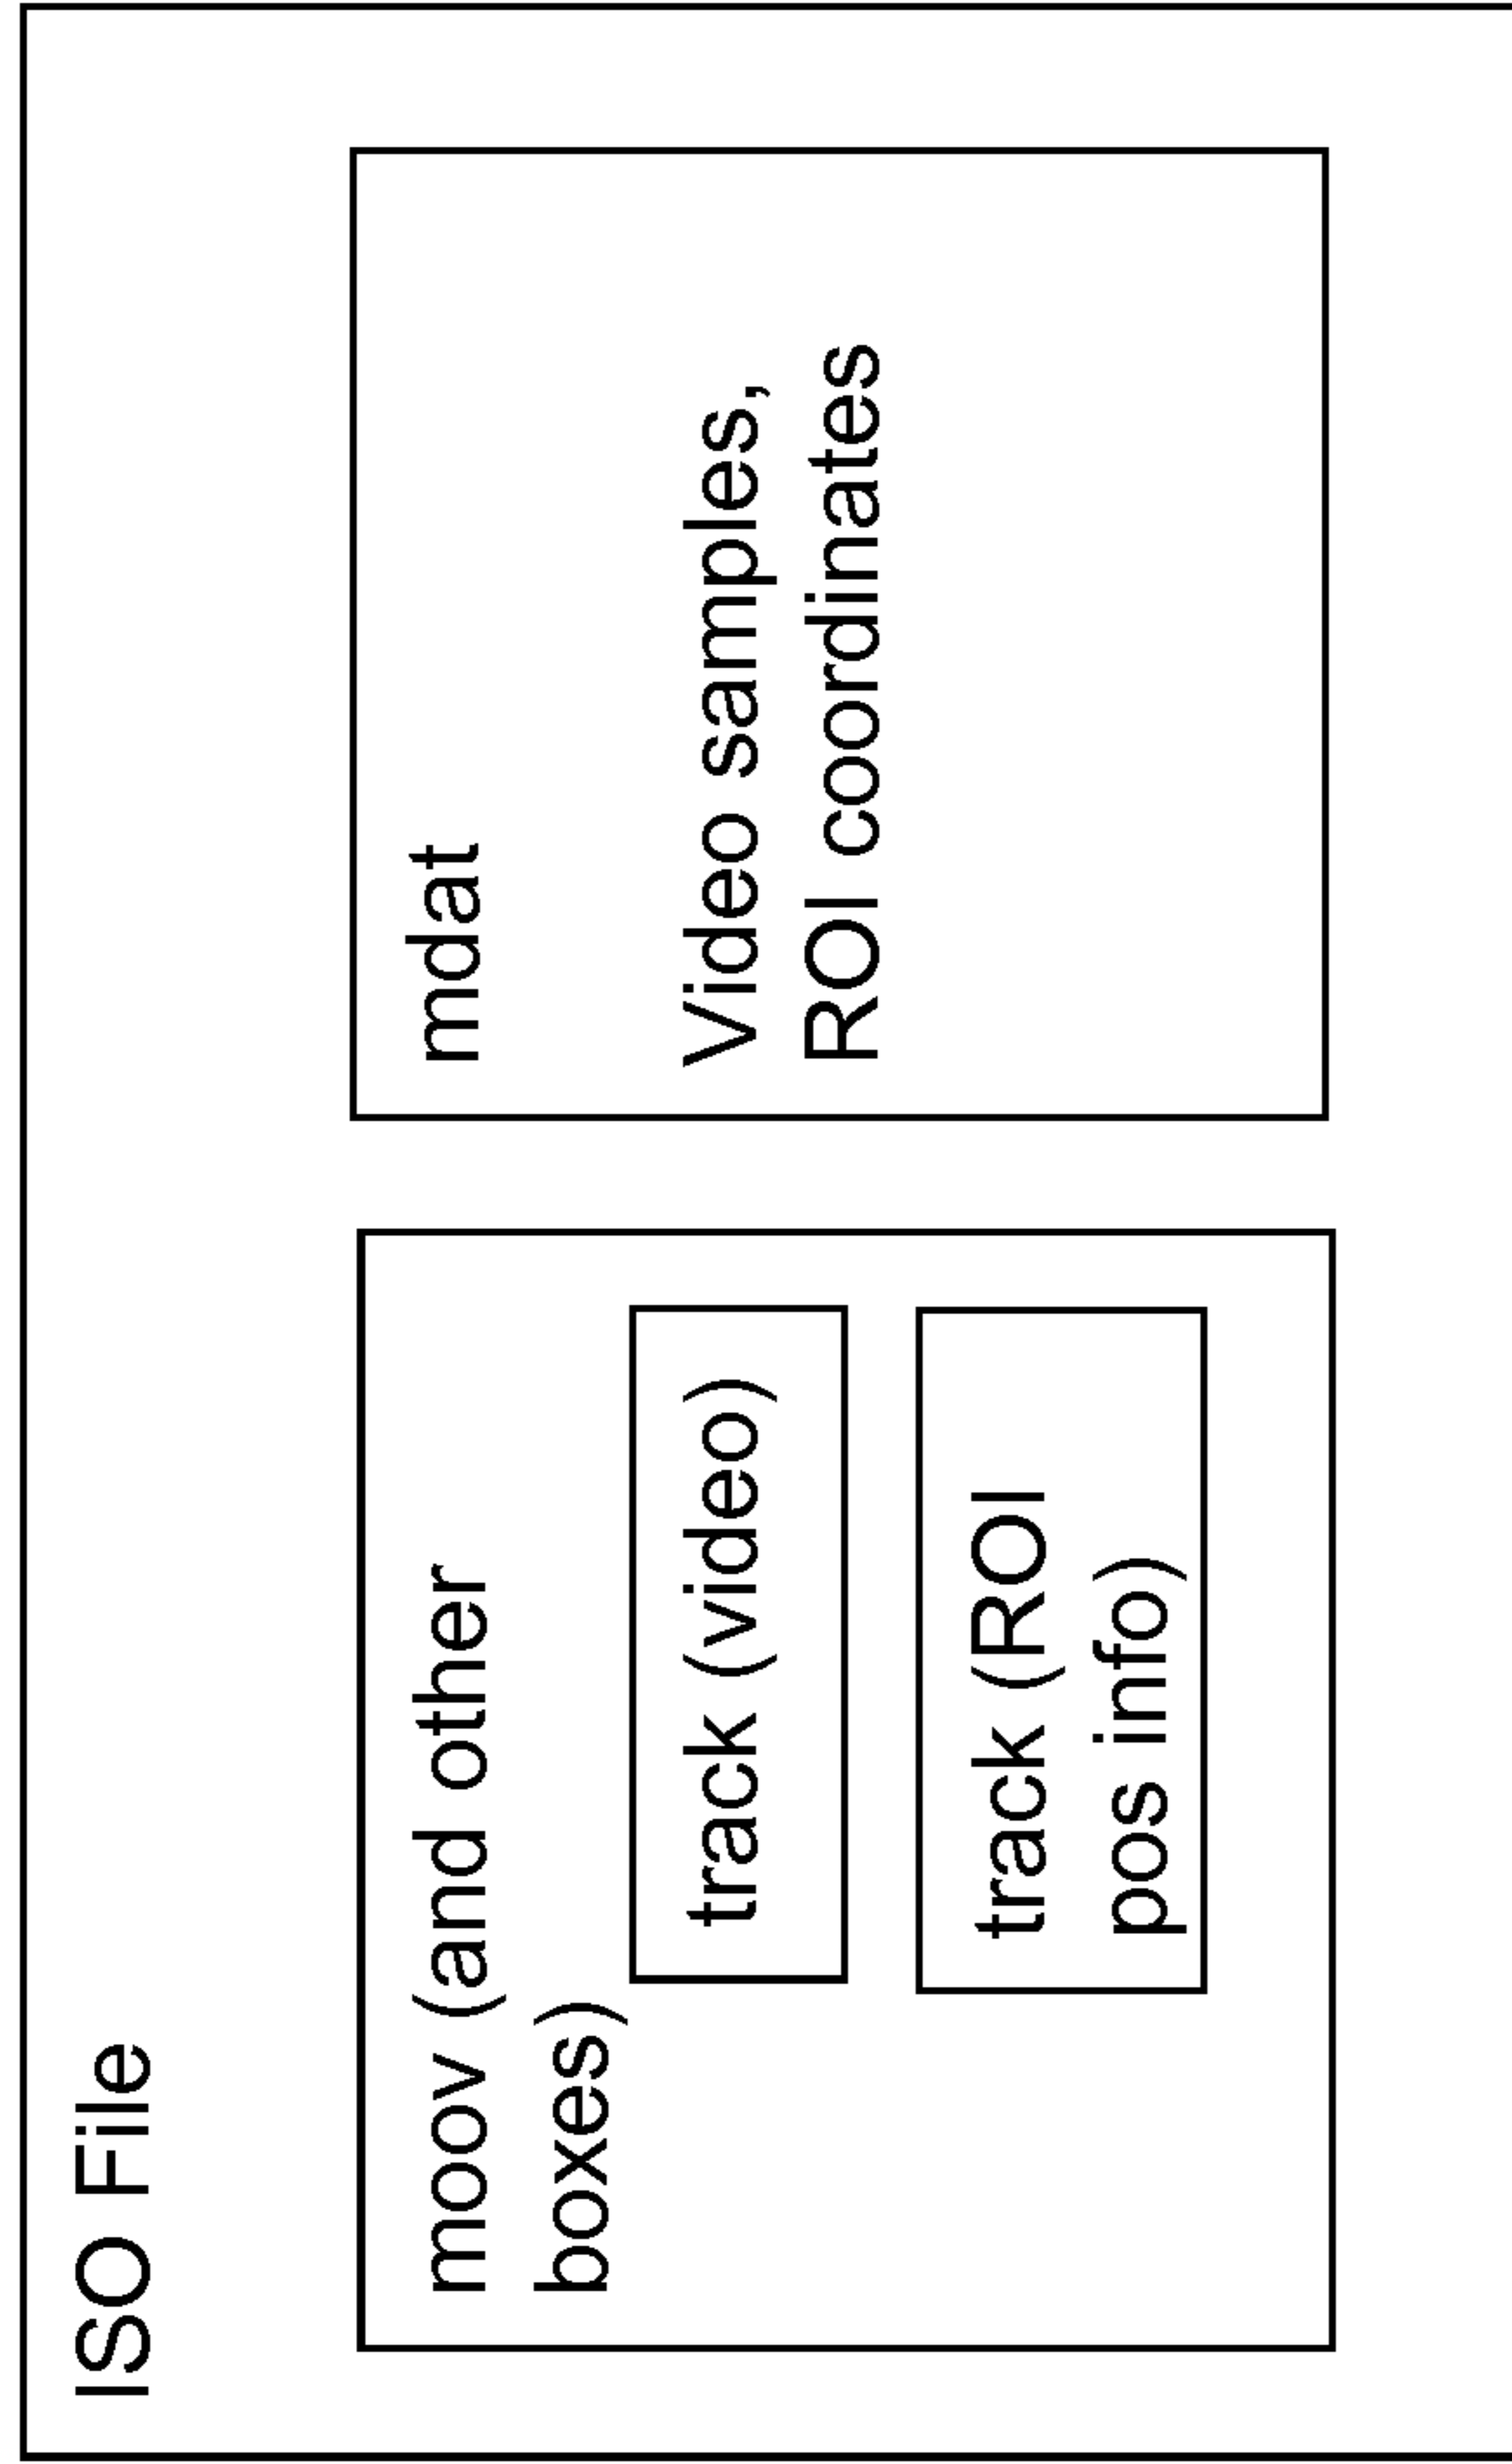 ISO File
moov (and other
boxes)
track (video)
track (ROI
pos info)
mdat
Video samples,
ROI coordinates